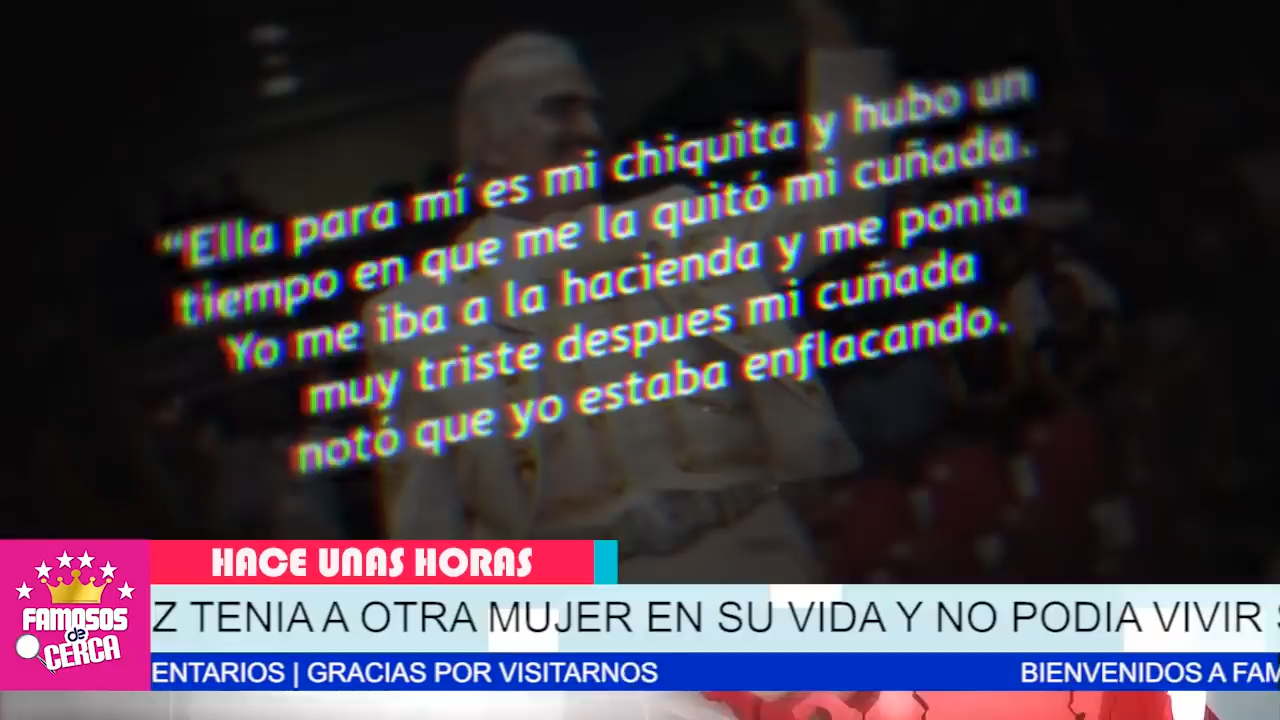 “Ella para mí es mi chiquita y hubo un
tiempo en que me la quitó mi cuñada.
Yo me iba a la hacienda y me ponia
muy triste despues mi cuñada
notó que yo estaba enflacando.
HACE UNAS HORAS
FAMOSOS
de
CERCA
Z TENIA A OTRA MUJER EN SU VIDA Y NO PODIA VIVIR S
ENTARIOS | GRACIAS POR VISITARNOS
BIENVENIDOS A FAM